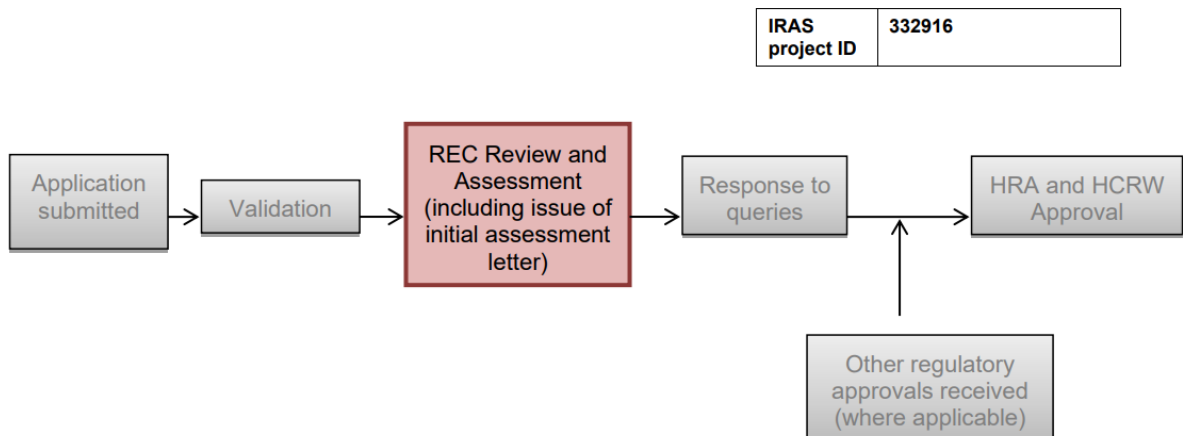 IRAS project ID
332916
Application submitted
Validation
REC Review and
Assessment
(including issue of
initial assessment
letter)
Response to
queries
HRA and HCRW
Approval
Other regulatory
approvals received
(where applicable)